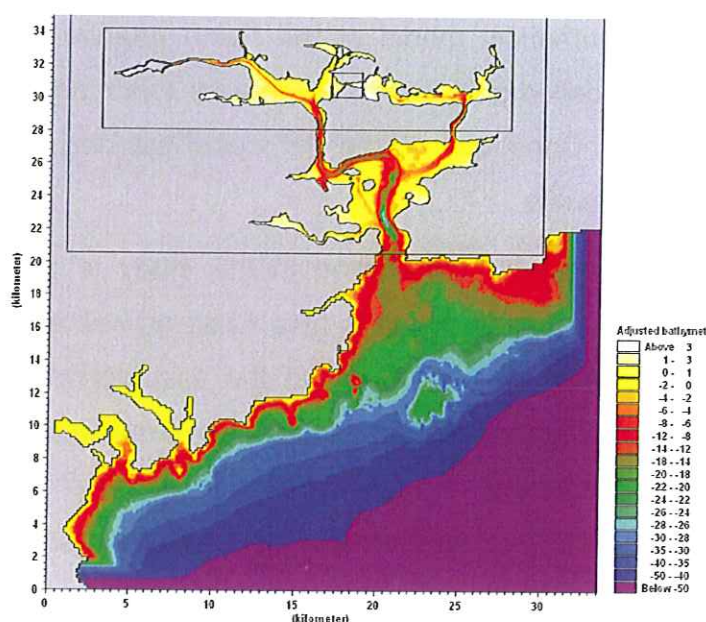 34
32
30
28
26
24
22
20
18
16
14
12
10
8
6
4
2
0
(kilometer)
0 5 10 15 20 25 30
(kilometer)
Adjusted bathymet
Above 3
1 - 3
0 - 1
-2 - 0
-4 - -2
-6 - -4
-8 - -6
-12 - -8
-14 - -12
-18 - -14
-20 - -18
-22 - -20
-24 - -22
-26 - -24
-28 - -26
-30 - -28
-35 - -30
-40 - -35
-50 - -40
Below -50